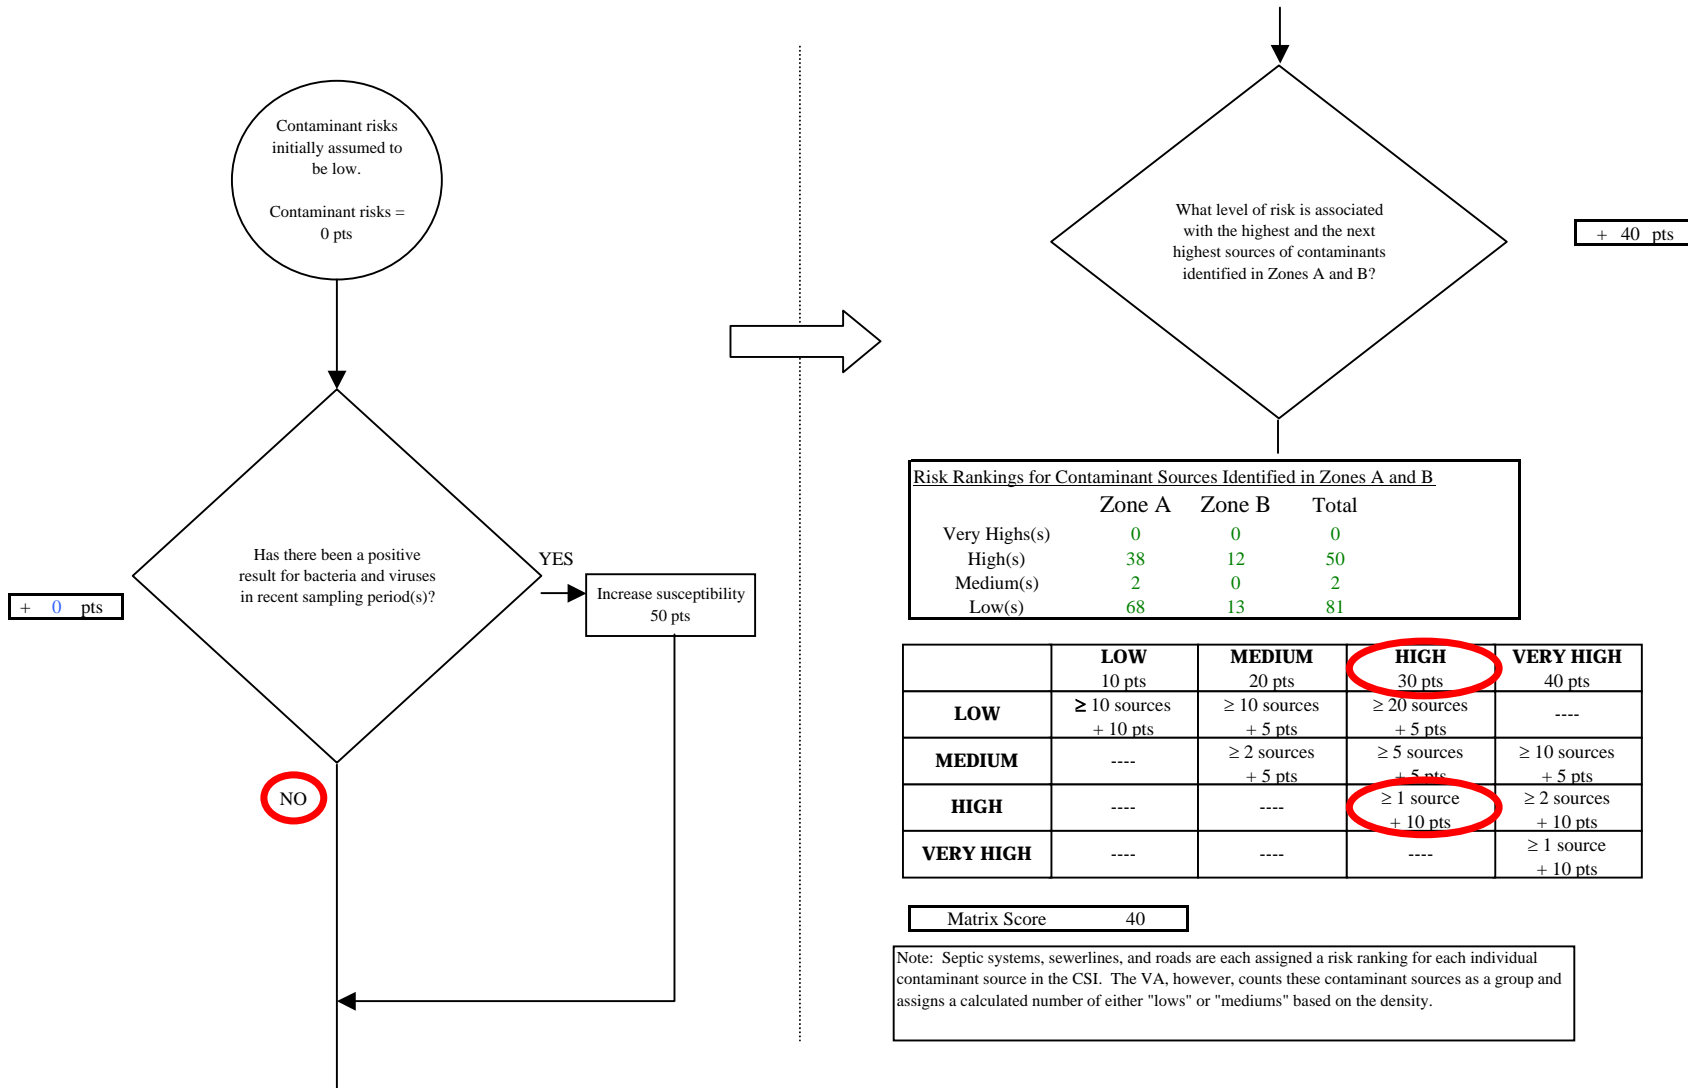 Contaminant risks
initially assumed to
be low.
Contaminant risks =
0 pts
Has there been a positive
result for bacteria and viruses
in recent sampling period(s)?
YES
Increase susceptibility
50 pts
+ 0 pts
NO
What level of risk is associated
with the highest and the next
highest sources of contaminants
identified in Zones A and B?
+ 40 pts
Risk Rankings for Contaminant Sources Identified in Zones A and B
Zone A Zone B Total
Very Highs(s) 0 0 0
High(s) 38 12 50
Medium(s) 2 0 2
Low(s) 68 13 81
LOW MEDIUM HIGH VERY HIGH
10 pts 20 pts 30 pts 40 pts
LOW ≥ 10 sources ≥ 10 sources ≥ 20 sources ----
+ 10 pts + 5 pts + 5 pts
MEDIUM ---- ≥ 2 sources ≥ 5 sources ≥ 10 sources
+ 5 pts + 5 pts + 5 pts
HIGH ---- ---- ≥ 1 source ≥ 2 sources
+ 10 pts + 10 pts
VERY HIGH ---- ---- ---- ≥ 1 source
+ 10 pts
Matrix Score 40
Note: Septic systems, sewerlines, and roads are each assigned a risk ranking for each individual
contaminant source in the CSI. The VA, however, counts these contaminant sources as a group and
assigns a calculated number of either "lows" or "mediums" based on the density.